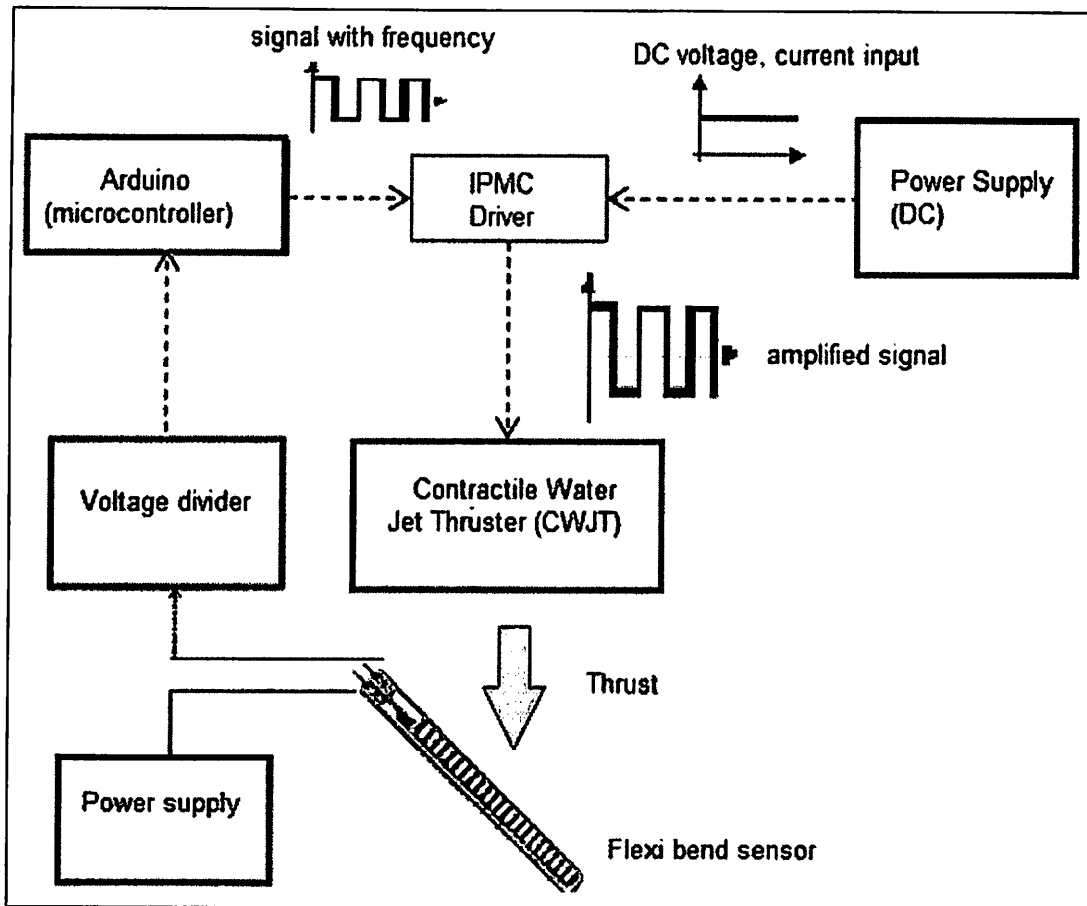 signal with frequency
DC voltage, current input
Arduino
(microcontroller)
IPMC
Driver
Power Supply
(DC)
amplified signal
Voltage divider
Contractile Water
Jet Thruster (CWJT)
Thrust
Power supply
Flexi bend sensor